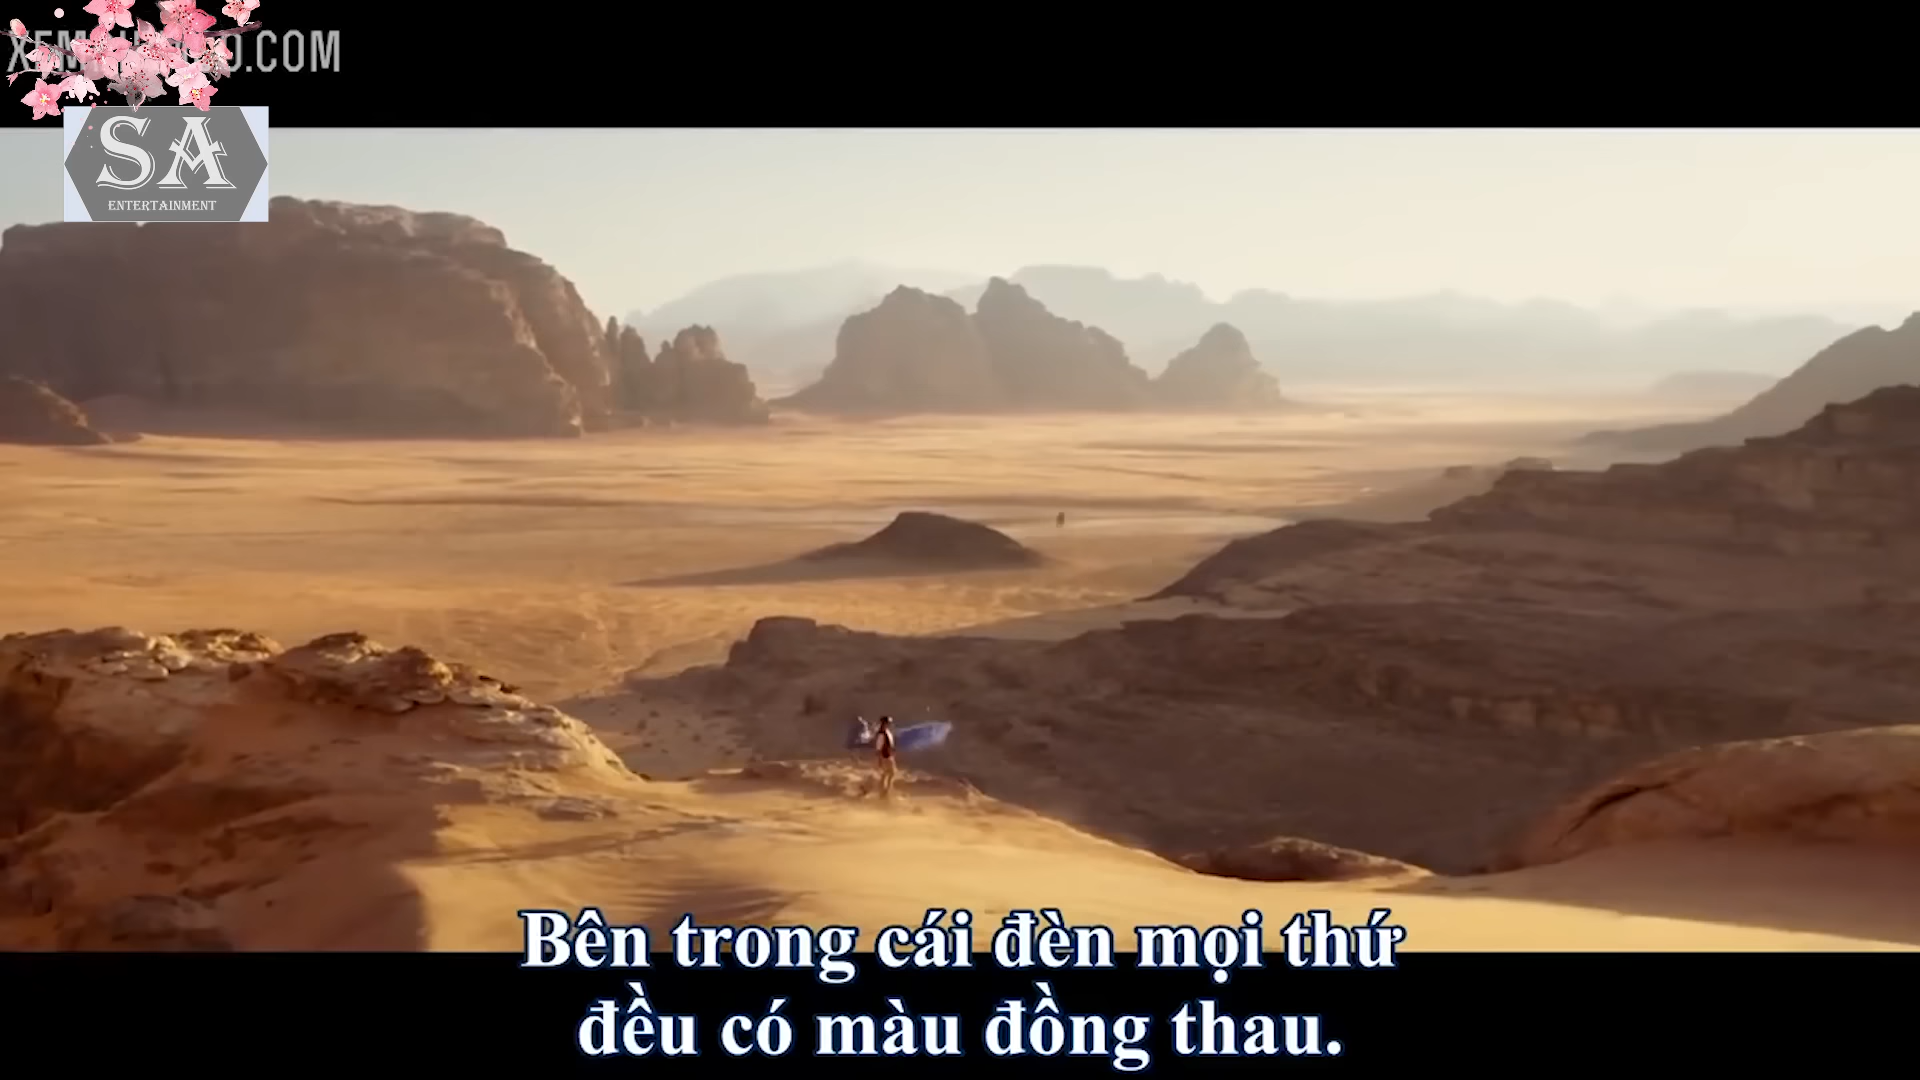 SA
ENTERTAINMENT
Bên trong cái đèn mọi thứ
đều có màu đồng thau.